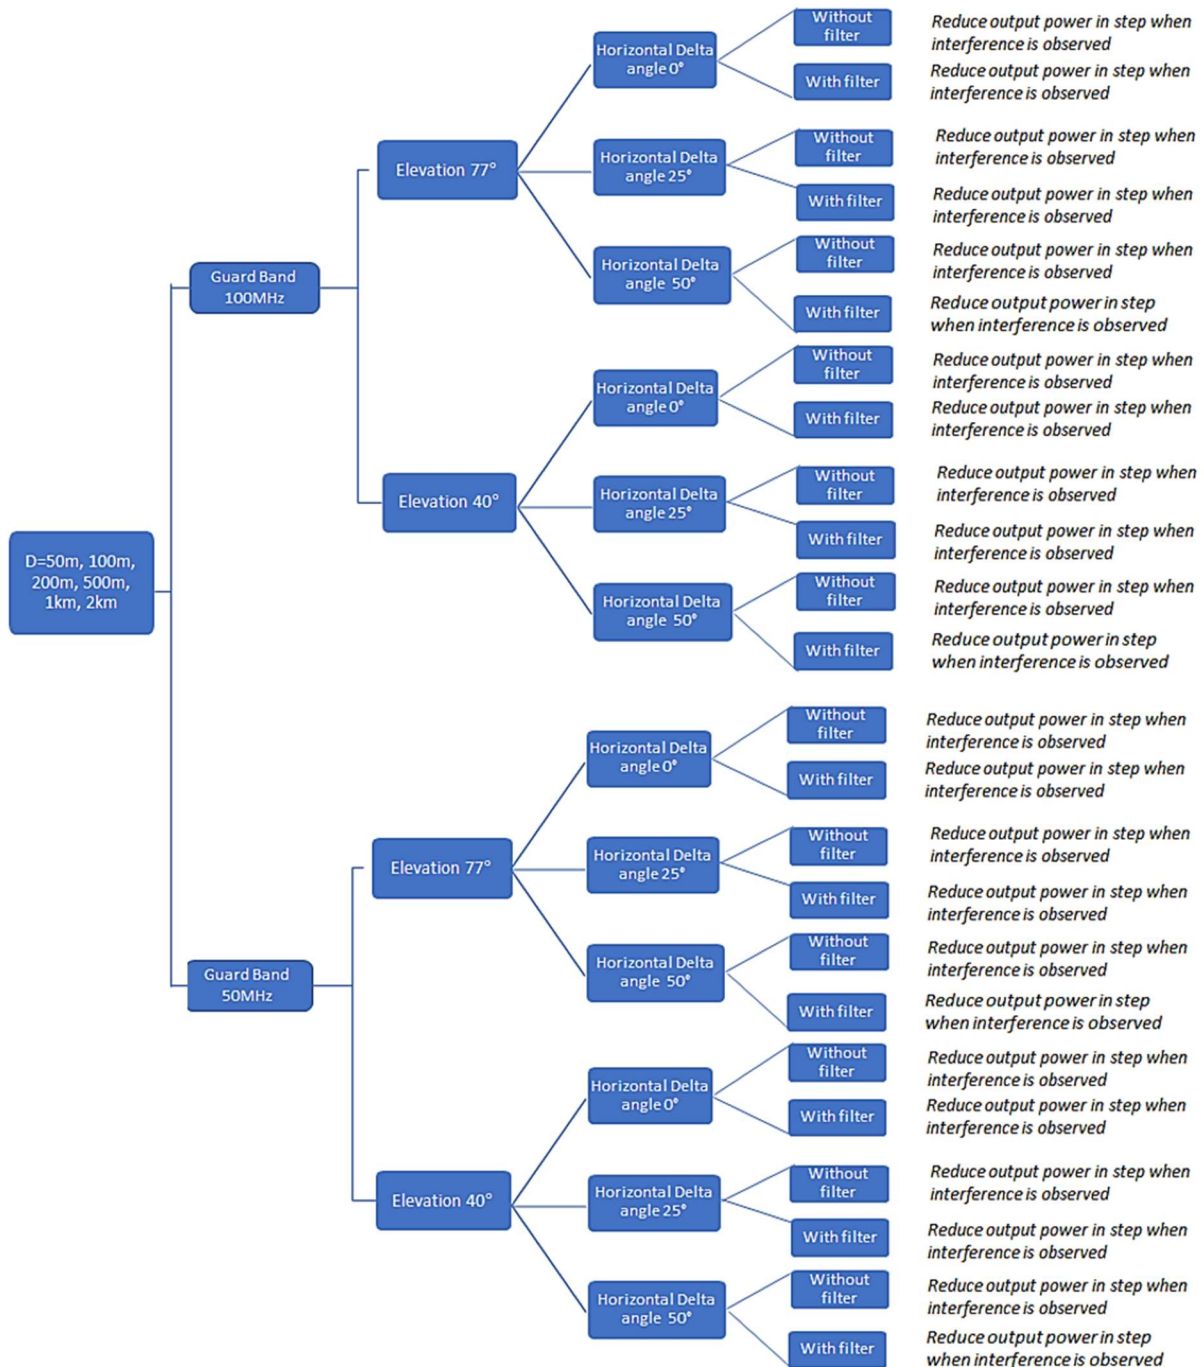 D=50m, 100m,
200m, 500m,
1km, 2km
Guard Band
100MHz
Elevation 77°
Horizontal Delta
angle 0°
Without
filter
Reduce output power in step when
interference is observed
With filter
Reduce output power in step when
interference is observed
Horizontal Delta
angle 25°
Without
filter
Reduce output power in step when
interference is observed
With filter
Reduce output power in step when
interference is observed
Horizontal Delta
angle 50°
Without
filter
Reduce output power in step when
interference is observed
With filter
Reduce output power in step
when interference is observed
Elevation 40°
Horizontal Delta
angle 0°
Without
filter
Reduce output power in step when
interference is observed
With filter
Reduce output power in step when
interference is observed
Horizontal Delta
angle 25°
Without
filter
Reduce output power in step when
interference is observed
With filter
Reduce output power in step when
interference is observed
Horizontal Delta
angle 50°
Without
filter
Reduce output power in step when
interference is observed
With filter
Reduce output power in step
when interference is observed
Guard Band
50MHz
Elevation 77°
Horizontal Delta
angle 0°
Without
filter
Reduce output power in step when
interference is observed
With filter
Reduce output power in step when
interference is observed
Horizontal Delta
angle 25°
Without
filter
Reduce output power in step when
interference is observed
With filter
Reduce output power in step when
interference is observed
Horizontal Delta
angle 50°
Without
filter
Reduce output power in step when
interference is observed
With filter
Reduce output power in step
when interference is observed
Elevation 40°
Horizontal Delta
angle 0°
Without
filter
Reduce output power in step when
interference is observed
With filter
Reduce output power in step when
interference is observed
Horizontal Delta
angle 25°
Without
filter
Reduce output power in step when
interference is observed
With filter
Reduce output power in step when
interference is observed
Horizontal Delta
angle 50°
Without
filter
Reduce output power in step when
interference is observed
With filter
Reduce output power in step
when interference is observed